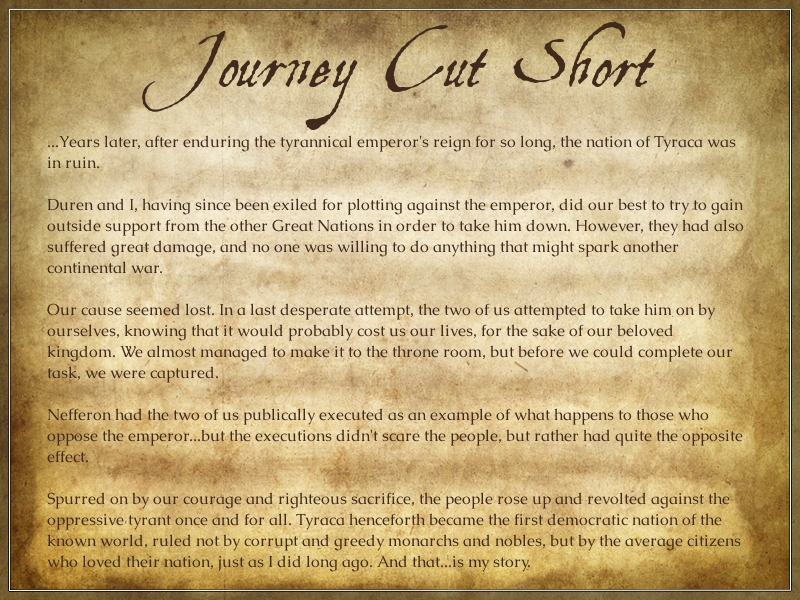 Journey Cut Short
...Years later, after enduring the tyrannical emperor's reign for so long, the nation of Tyraca was
in ruin.
Duren and I, having since been exiled for plotting against the emperor, did our best to try to gain
outside support from the other Great Nations in order to take him down. However, they had also
suffered great damage, and no one was willing to do anything that might spark another
continental war.
Our cause seemed lost. In a last desperate attempt, the two of us attempted to take him on by
ourselves, knowing that it would probably cost us our lives, for the sake of our beloved
kingdom. We almost managed to make it to the throne room, but before we could complete our
task, we were captured.
Nefferon had the two of us publically executed as an example of what happens to those who
oppose the emperor...but the executions didn't scare the people, but rather had quite the opposite
effect.
Spurred on by our courage and righteous sacrifice, the people rose up and revolted against the
oppressive tyrant once and for all. Tyraca henceforth became the first democratic nation of the
known world, ruled not by corrupt and greedy monarchs and nobles, but by the average citizens
who loved their nation, just as I did long ago. And that...is my story.